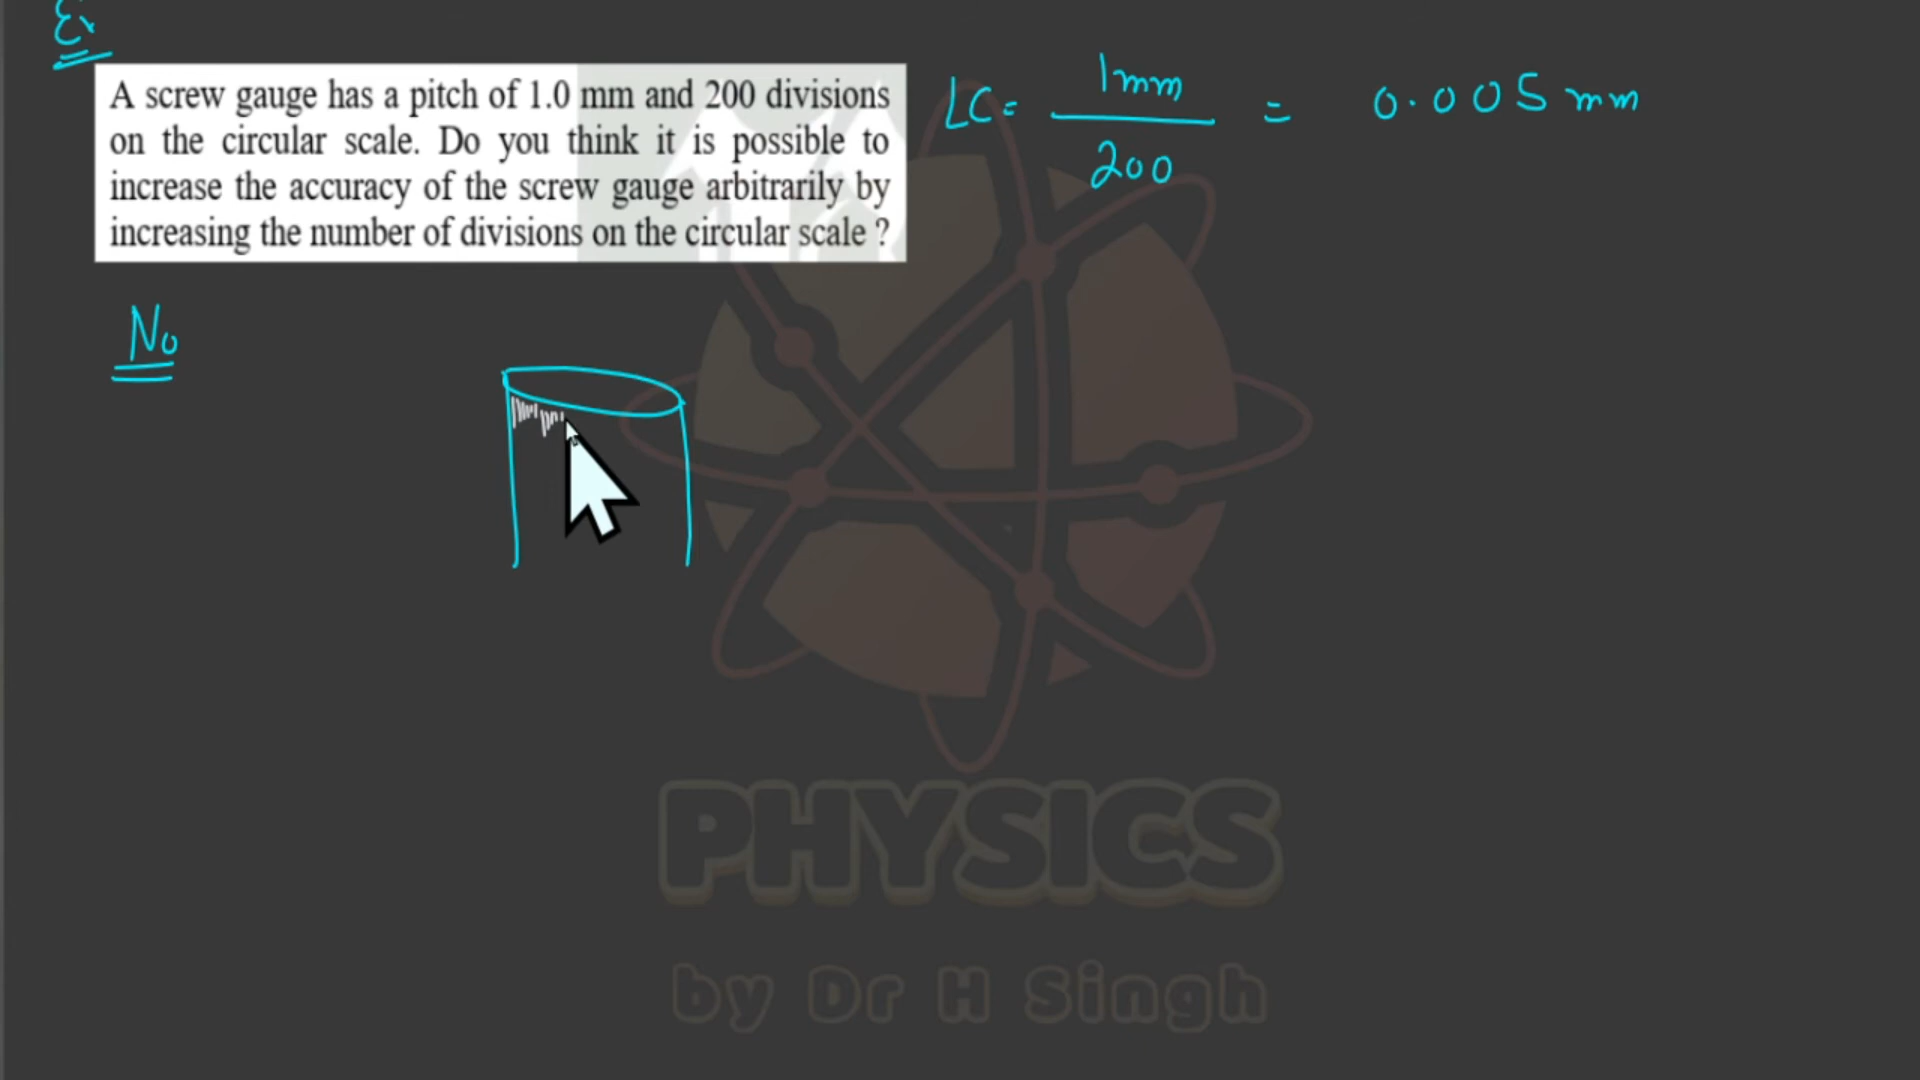 Ex
A screw gauge has a pitch of 1.0 mm and 200 divisions
on the circular scale. Do you think it is possible to
increase the accuracy of the screw gauge arbitrarily by
increasing the number of divisions on the circular scale ?
LC = 1mm / 200 = 0.005 mm
No
PHYSICS
by Dr H Singh